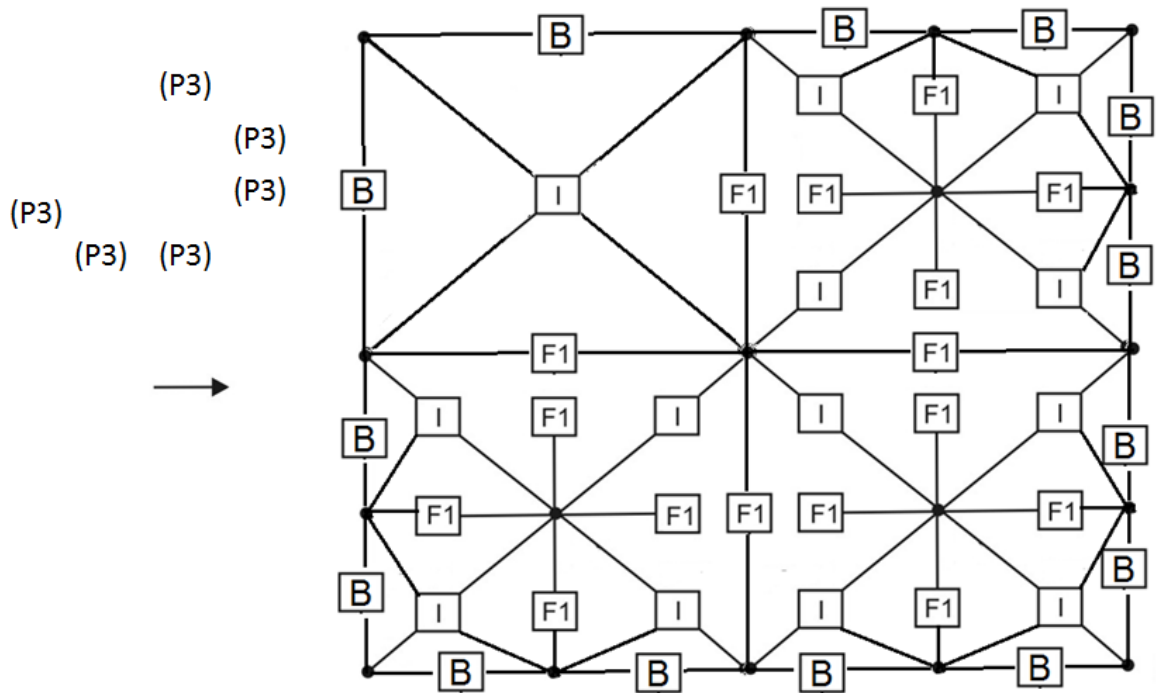 B B B
(P3) I F1 I
B
(P3)
(P3) B I F1 F1 F1
(P3)
(P3) (P3) B
I F1 I
F1 F1
I F1 I I F1 I
B B
F1 F1 F1 F1 F1
B B
I F1 I I F1 I
B B B B